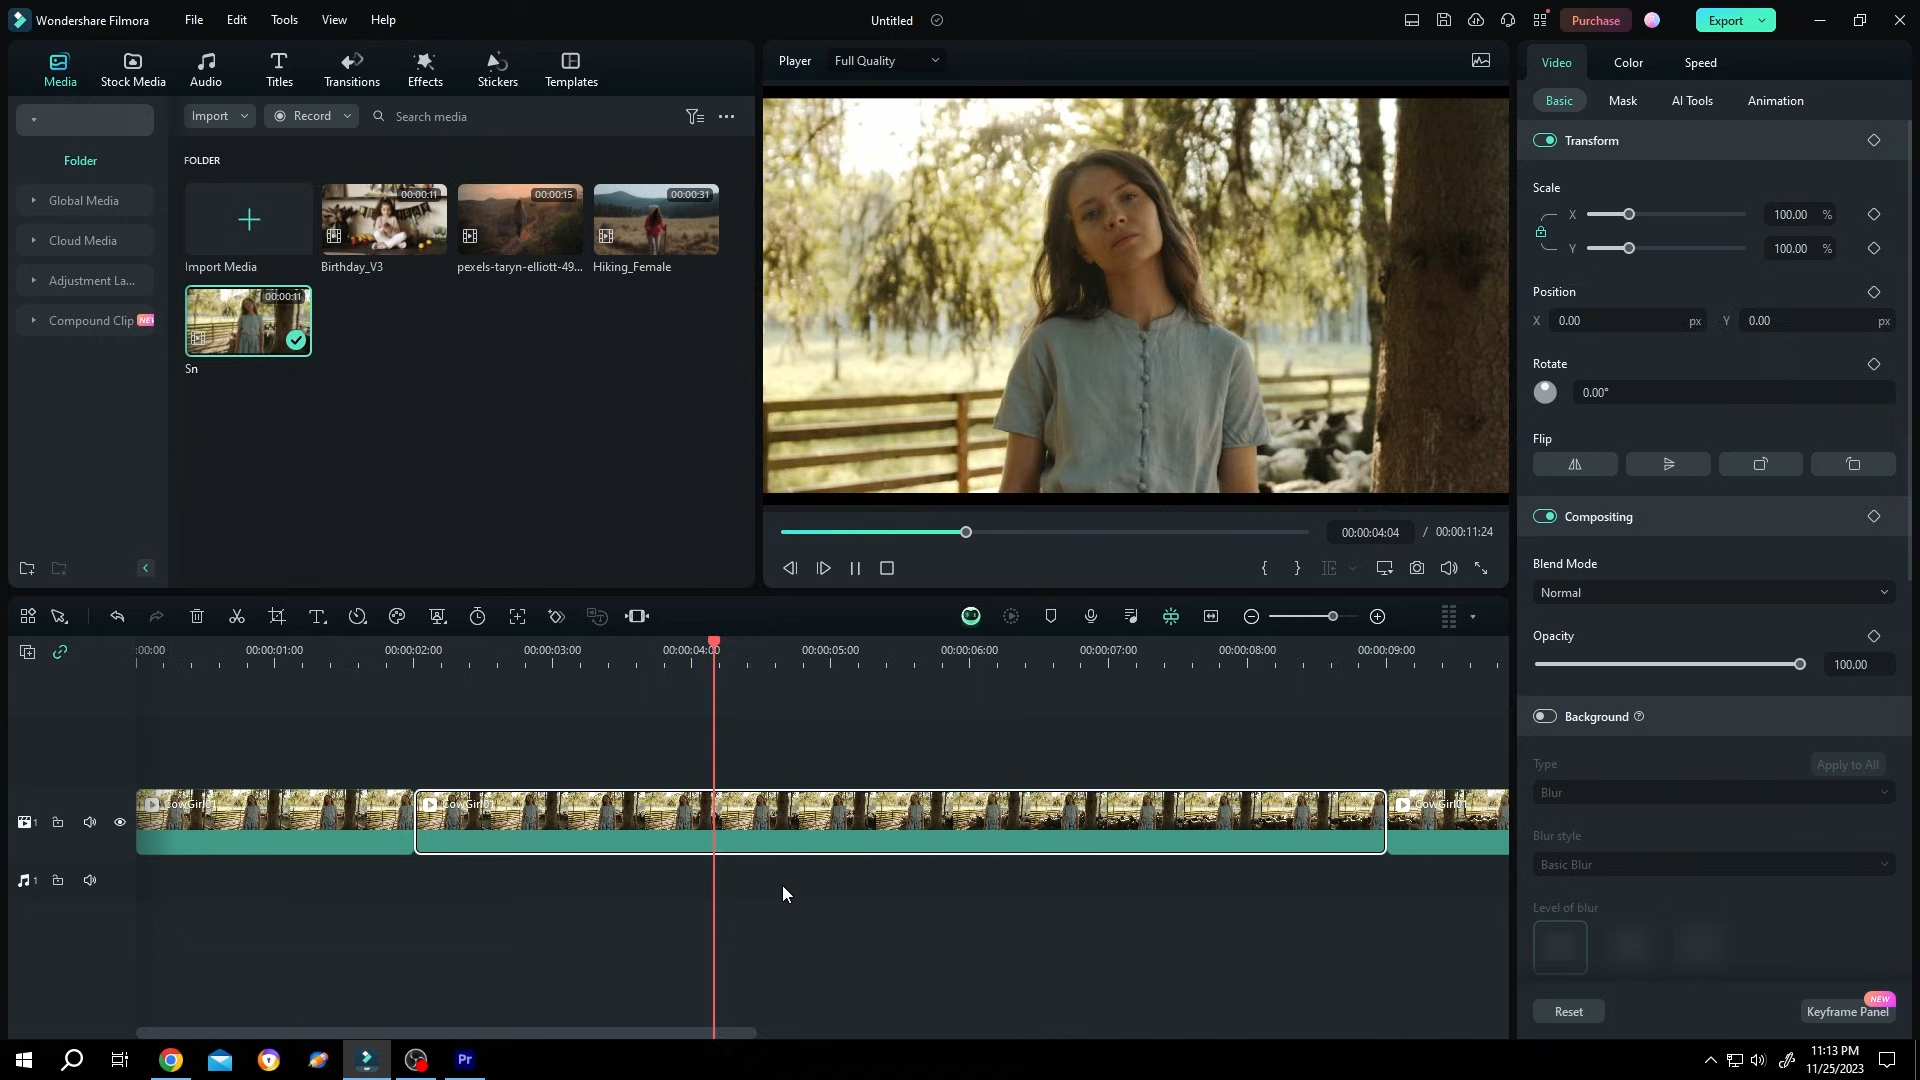 Wondershare Filmora
File Edit Tools View Help
Untitled
Purchase
Export
Media
Stock Media
Audio
Titles
Transitions
Effects
Stickers
Templates
Import
Record
Search media
Folder
Global Media
Cloud Media
Adjustment La...
Compound Clip
FOLDER
Import Media
00:00:11
Birthday_V3
00:00:15
pexels-taryn-elliott-49...
00:00:31
Hiking_Female
00:00:11
Sn
Player
Full Quality
00:00:04:04 / 00:00:11:24
Video
Color
Speed
Basic
Mask
AI Tools
Animation
Transform
Scale
X 100.00 %
Y 100.00 %
Position
X 0.00 px Y 0.00 px
Rotate
0.00°
Flip
Compositing
Blend Mode
Normal
Opacity
100.00
Background
Type
Apply to All
Blur
Blur style
Basic Blur
Level of blur
NEW
Reset
Keyframe Panel
:00:00 00:00:01:00 00:00:02:00 00:00:03:00 00:00:04:00 00:00:05:00 00:00:06:00 00:00:07:00 00:00:08:00 00:00:09:00
CowGirl01
CowGirl01
CowGirl01
1
1
Pr
11:13 PM
11/25/2023